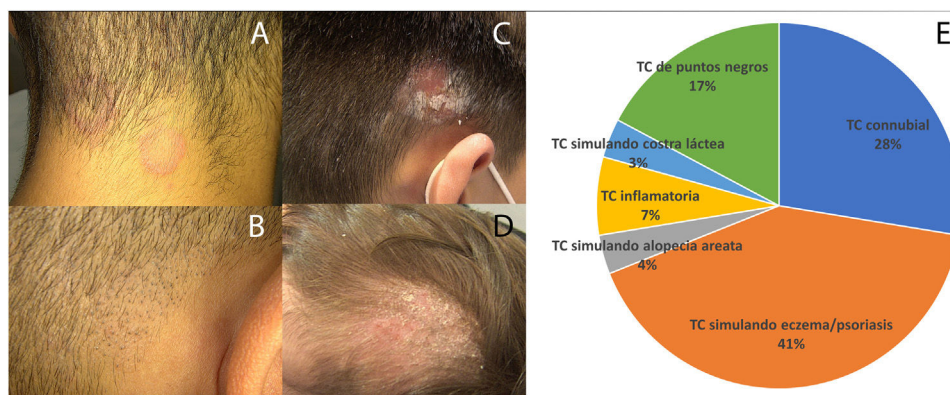 A
B
C
D
E
TC de puntos negros
17%
TC connubial
28%
TC simulando costra láctea
3%
TC inflamatoria
7%
TC simulando alopecia areata
4%
TC simulando eczema/psoriasis
41%